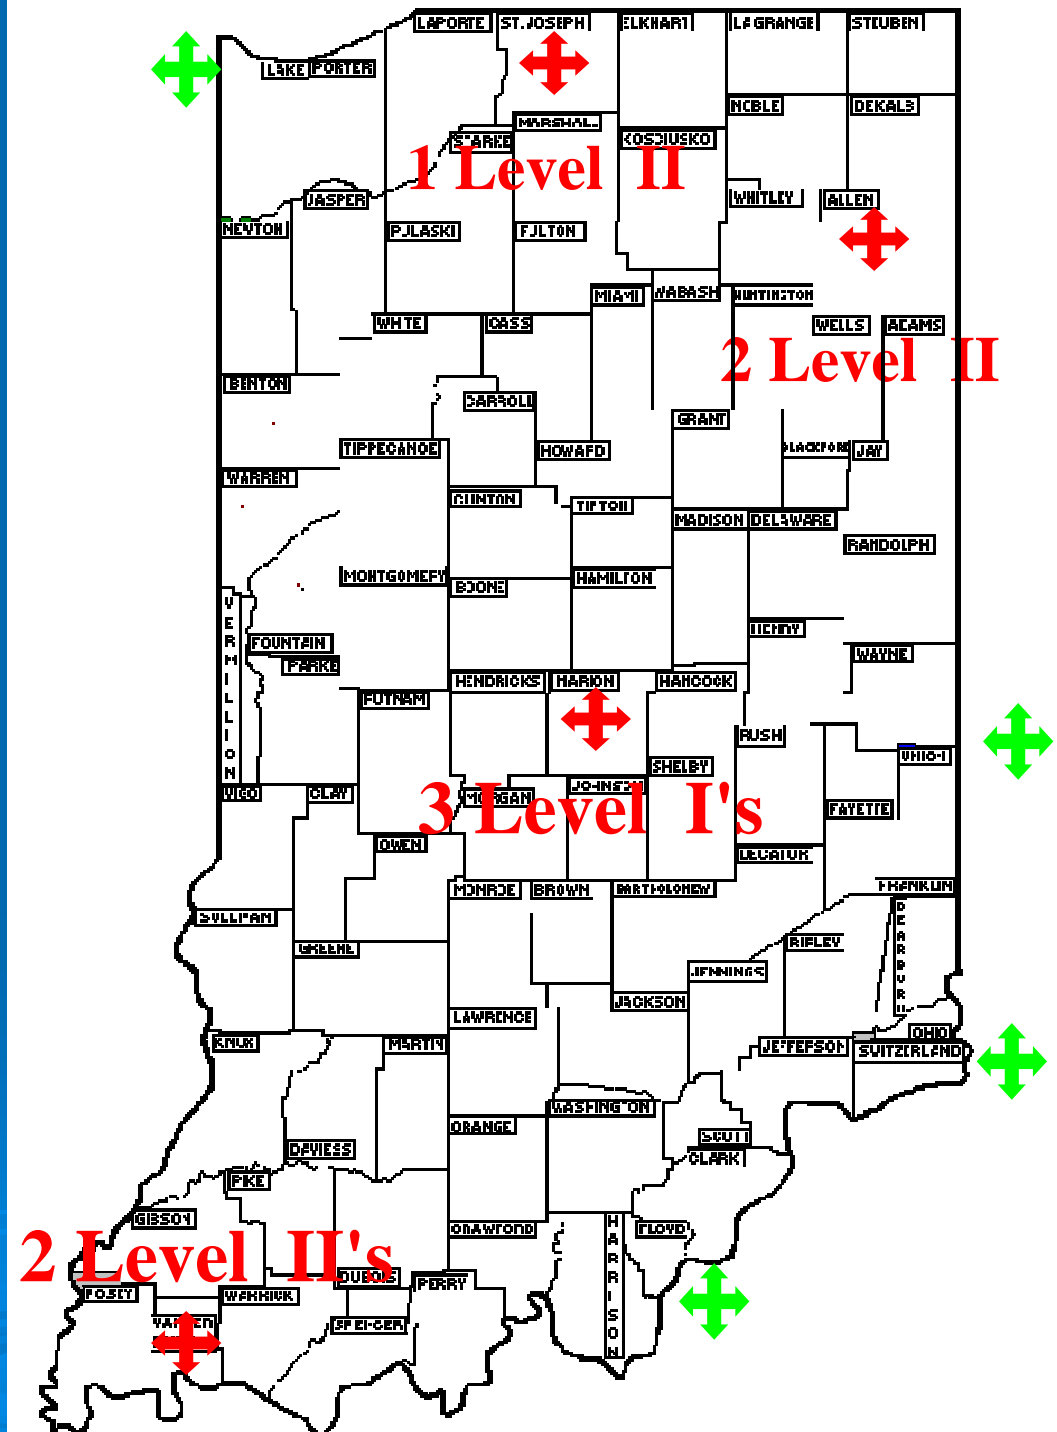 LAPORTE ST. JOSEPH ELKHART LAGRANGE STEUBEN
LAKE PORTER
NOBLE DEKALB
MARSHALL
STARKE KOSCIUSKO
1 Level II
JASPER WHITLEY ALLEN
NEWTON PULASKI FULTON
MIAMI WABASH HUNTINGTON
WHITE CASS WELLS ADAMS
2 Level II
BENTON
CARROLL
GRANT
TIPPECANOE HOWARD BLACKFORD JAY
WARREN
CLINTON TIPTON
MADISON DELAWARE
RANDOLPH
MONTGOMERY BOONE HAMILTON
VERMILLION
HENRY
FOUNTAIN
PARKE WAYNE
HENDRICKS MARION HANCOCK
PUTNAM
RUSH
UNION
SHELBY
VIGO CLAY MORGAN JOHNSON
3 Level I's
FAYETTE
OWEN
DECATUR
MONROE BROWN BARTHOLOMEW FRANKLIN
DEARBORN
SULLIVAN
GREENE RIPLEY
JENNINGS
JACKSON
LAWRENCE
KNOX MARTIN JEFFERSON OHIO
SWITZERLAND
WASHINGTON
ORANGE
SCOTT
DAVIESS CLARK
PIKE
GIBSON
CRAWFORD HARRISON FLOYD
2 Level II's
DUBOIS PERRY
POSEY WARRICK
SPENCER